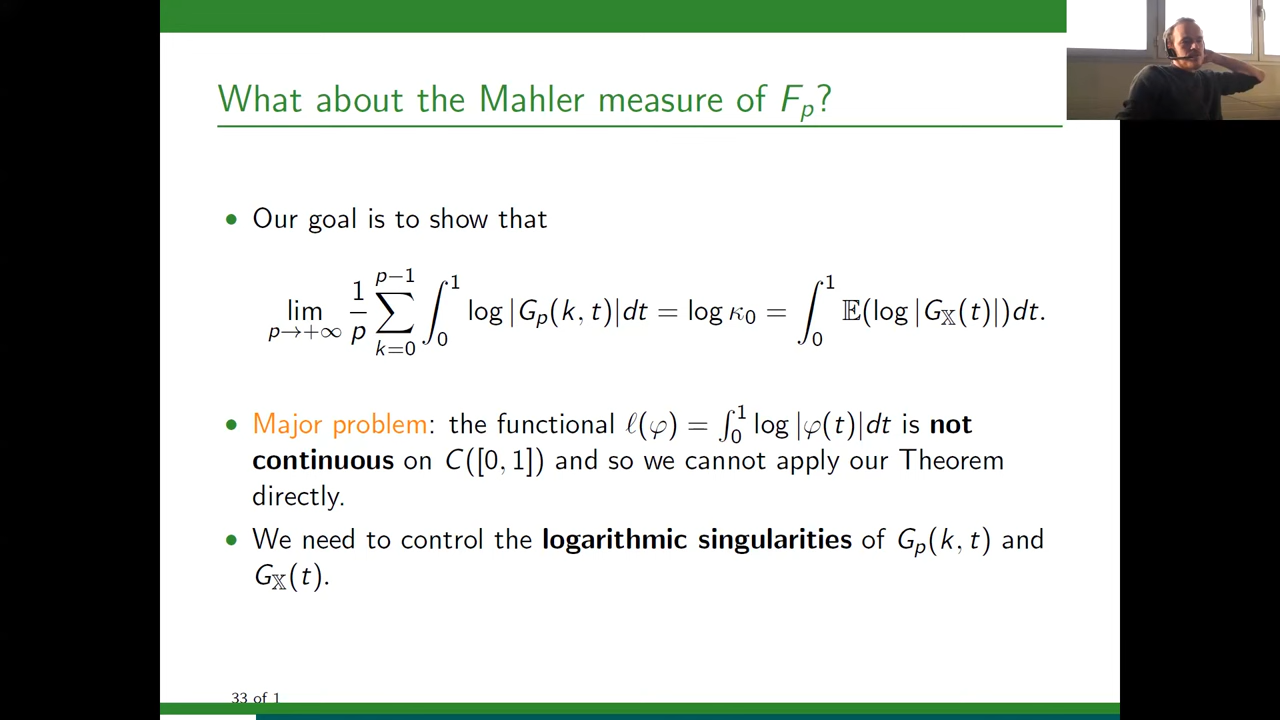 What about the Mahler measure of F_p?
• Our goal is to show that
lim_{p→+∞} 1/p ∑_{k=0}^{p−1} ∫_0^1 log |G_p(k, t)|dt = log κ_0 = ∫_0^1 𝔼(log |G_𝕏(t)|)dt.
• Major problem: the functional ℓ(φ) = ∫_0^1 log |φ(t)|dt is not
continuous on C([0, 1]) and so we cannot apply our Theorem
directly.
• We need to control the logarithmic singularities of G_p(k, t) and
G_𝕏(t).
33 of 1